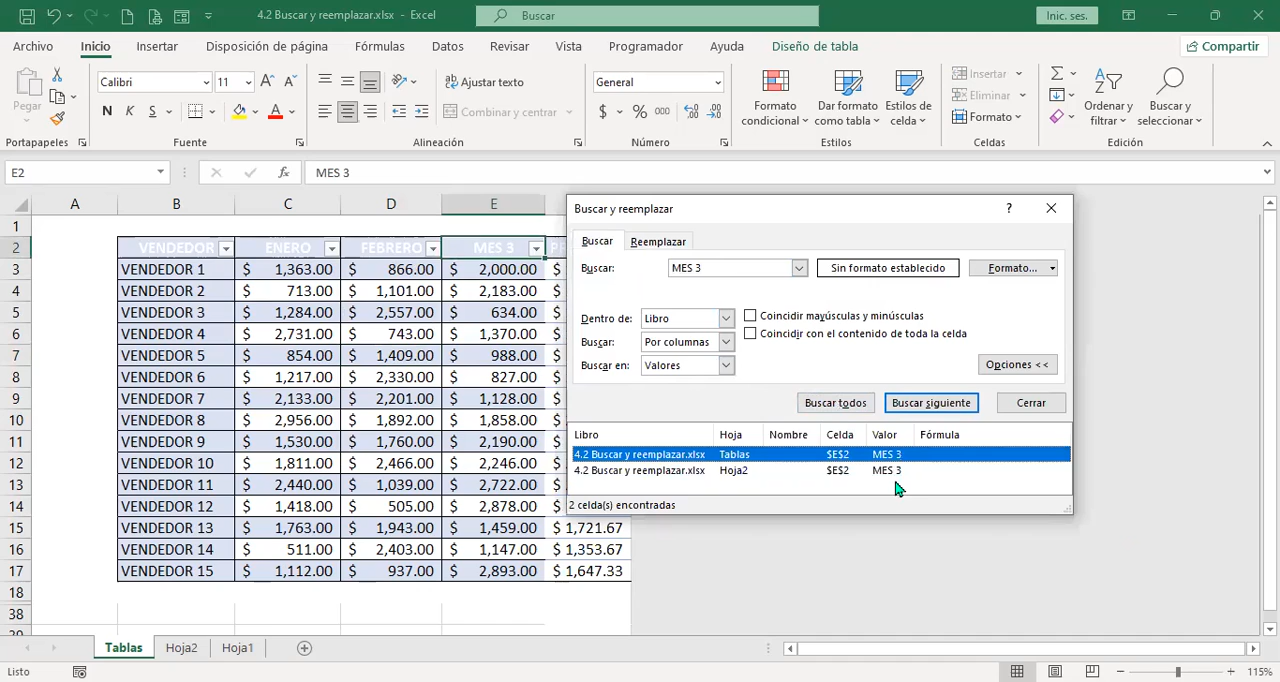 4.2 Buscar y reemplazar.xlsx - Excel
Buscar
Inic. ses.
Archivo Inicio Insertar Disposición de página Fórmulas Datos Revisar Vista Programador Ayuda Diseño de tabla Compartir
Pegar
Calibri 11
N K S
Ajustar texto
Combinar y centrar
General
$ % 000
Formato condicional
Dar formato como tabla
Estilos de celda
Insertar
Eliminar
Formato
Ordenar y filtrar
Buscar y seleccionar
Portapapeles Fuente Alineación Número Estilos Celdas Edición
E2 fx MES 3
A B C D E
1
2 VENDEDOR ENERO FEBRERO MES 3
3 VENDEDOR 1 $ 1,363.00 $ 866.00 $ 2,000.00
4 VENDEDOR 2 $ 713.00 $ 1,101.00 $ 2,183.00
5 VENDEDOR 3 $ 1,284.00 $ 2,557.00 $ 634.00
6 VENDEDOR 4 $ 2,731.00 $ 743.00 $ 1,370.00
7 VENDEDOR 5 $ 854.00 $ 1,409.00 $ 988.00
8 VENDEDOR 6 $ 1,217.00 $ 2,330.00 $ 827.00
9 VENDEDOR 7 $ 2,133.00 $ 2,201.00 $ 1,128.00
10 VENDEDOR 8 $ 2,956.00 $ 1,892.00 $ 1,858.00
11 VENDEDOR 9 $ 1,530.00 $ 1,760.00 $ 2,190.00
12 VENDEDOR 10 $ 1,811.00 $ 2,466.00 $ 2,246.00
13 VENDEDOR 11 $ 2,440.00 $ 1,039.00 $ 2,722.00
14 VENDEDOR 12 $ 1,418.00 $ 505.00 $ 2,878.00
15 VENDEDOR 13 $ 1,763.00 $ 1,943.00 $ 1,459.00 $ 1,721.67
16 VENDEDOR 14 $ 511.00 $ 2,403.00 $ 1,147.00 $ 1,353.67
17 VENDEDOR 15 $ 1,112.00 $ 937.00 $ 2,893.00 $ 1,647.33
18
38
Buscar y reemplazar ?
Buscar Reemplazar
Buscar: MES 3 Sin formato establecido Formato...
Dentro de: Libro Coincidir mayúsculas y minúsculas
Buscar: Por columnas Coincidir con el contenido de toda la celda
Buscar en: Valores Opciones <<
Buscar todos Buscar siguiente Cerrar
Libro Hoja Nombre Celda Valor Fórmula
4.2 Buscar y reemplazar.xlsx Tablas $E$2 MES 3
4.2 Buscar y reemplazar.xlsx Hoja2 $E$2 MES 3
2 celda(s) encontradas
Tablas Hoja2 Hoja1
Listo 115%